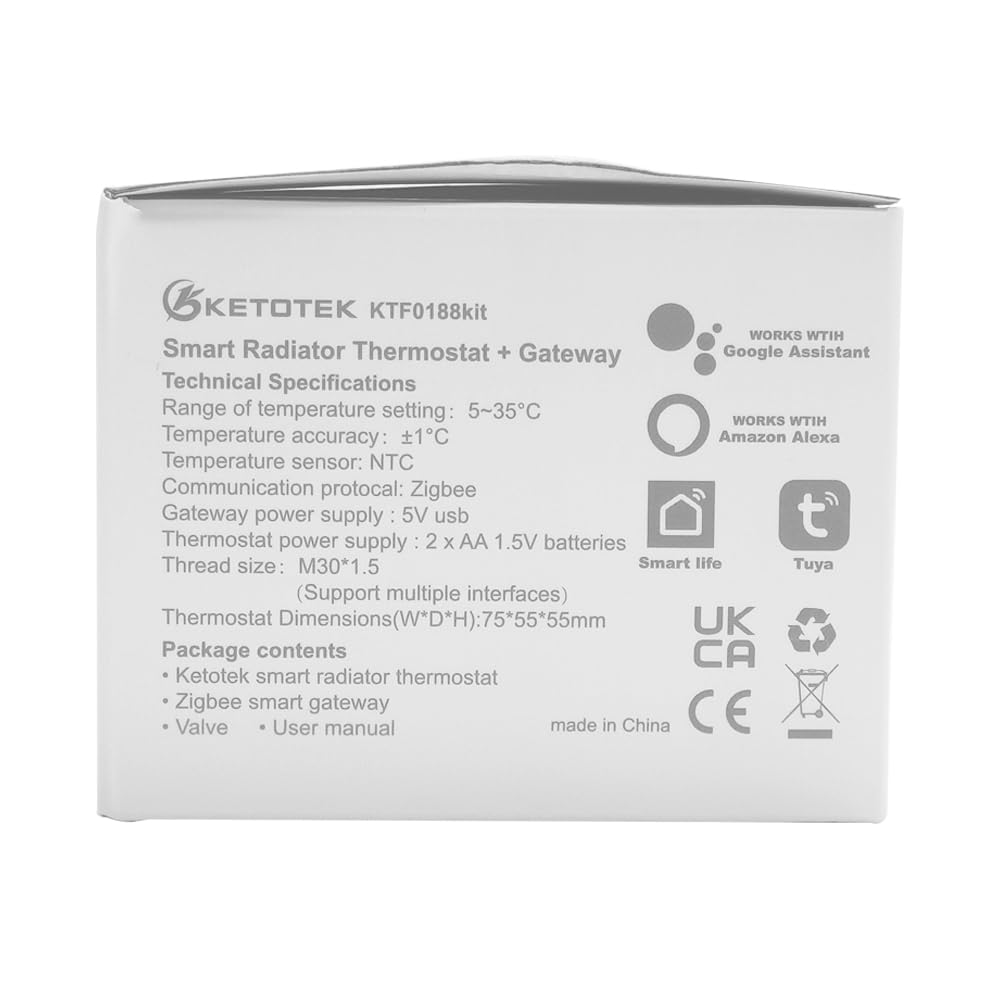 KETOTEK KTF0188kit
Smart Radiator Thermostat + Gateway
Technical Specifications
Range of temperature setting: 5~35°C
Temperature accuracy: ±1°C
Temperature sensor: NTC
Communication protocal: Zigbee
Gateway power supply : 5V usb
Thermostat power supply : 2 x AA 1.5V batteries
Thread size: M30*1.5
(Support multiple interfaces)
Thermostat Dimensions(W*D*H):75*55*55mm
Package contents
• Ketotek smart radiator thermostat
• Zigbee smart gateway
• Valve • User manual
made in China
WORKS WTIH
Google Assistant
WORKS WTIH
Amazon Alexa
Smart life
Tuya
UK
CA
CE